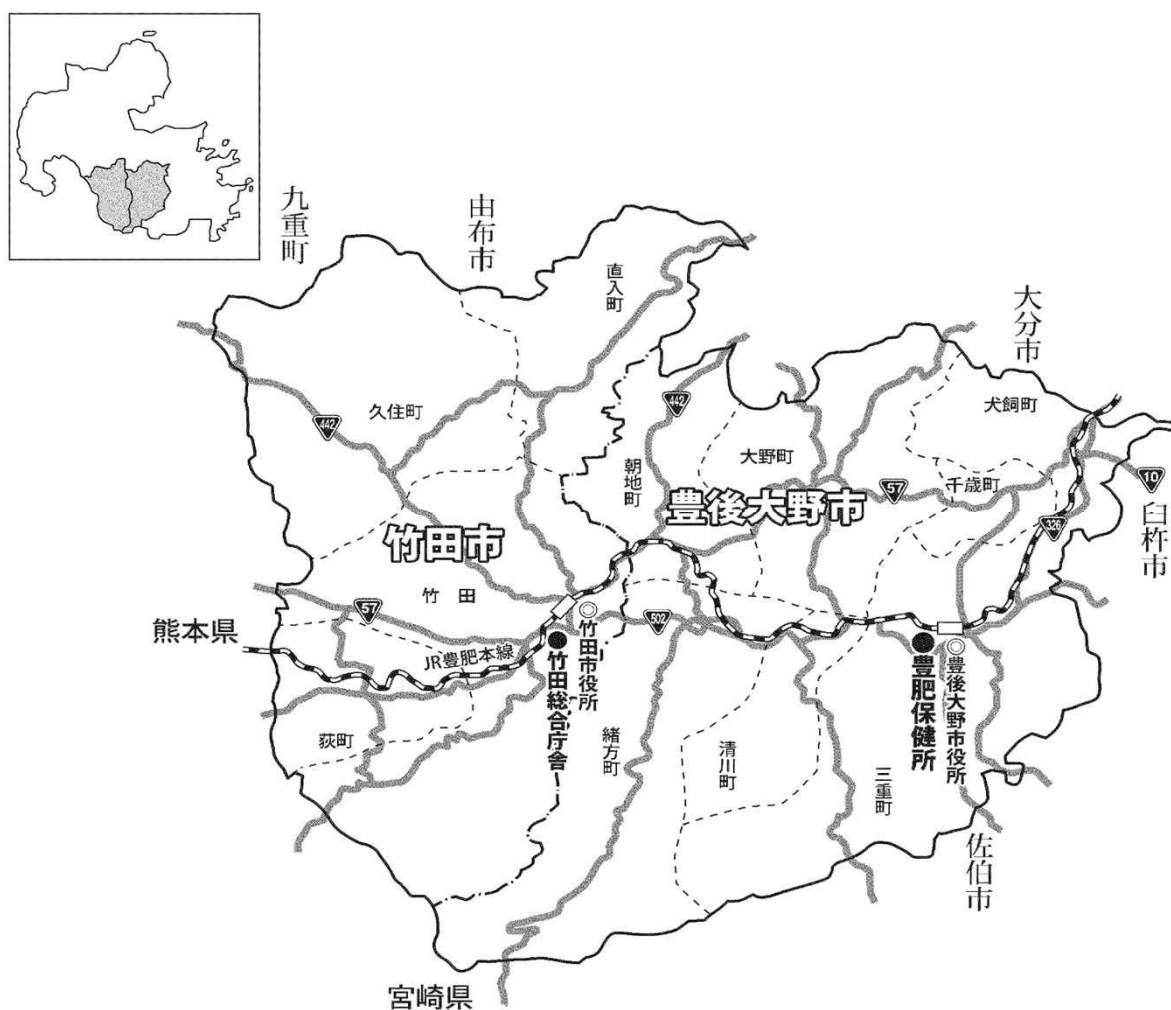 九重町
由布市
直入町
大分市
久住町
442
442
朝地町
大野町
犬飼町
千歳町
57
10
臼杵市
326
豊後大野市
竹田市
竹田
57
502
熊本県
JR豊肥本線
竹田市役所
竹田総合庁舎
豊肥保健所
豊後大野市役所
荻町
緒方町
清川町
三重町
佐伯市
宮崎県